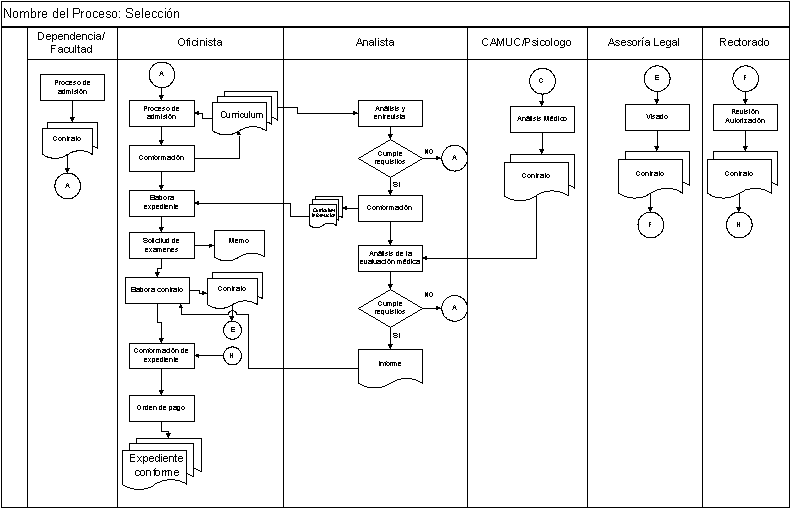 Nombre del Proceso: Selección
Dependencia/
Facultad
Oficinista
Analista
CAMUC/Psicologo
Asesoría Legal
Rectorado
Proceso de
admisión
Contrato
A
A
Proceso de
admisión
Curriculum
Conformación
Elabora
expediente
Solicitud de
examenes
Memo
Elabora contrato
Contrato
E
Conformación de
expediente
H
Orden de pago
Expediente
conforme
Análisis y
entrevista
Cumple
requisitos
NO
A
SI
Conformación
Curriculum
Análisis de la
evaluación médica
Cumple
requisitos
NO
A
SI
Informe
C
Análisis Médico
Contrato
E
Visado
Contrato
F
F
Revisión
Autorización
Contrato
H